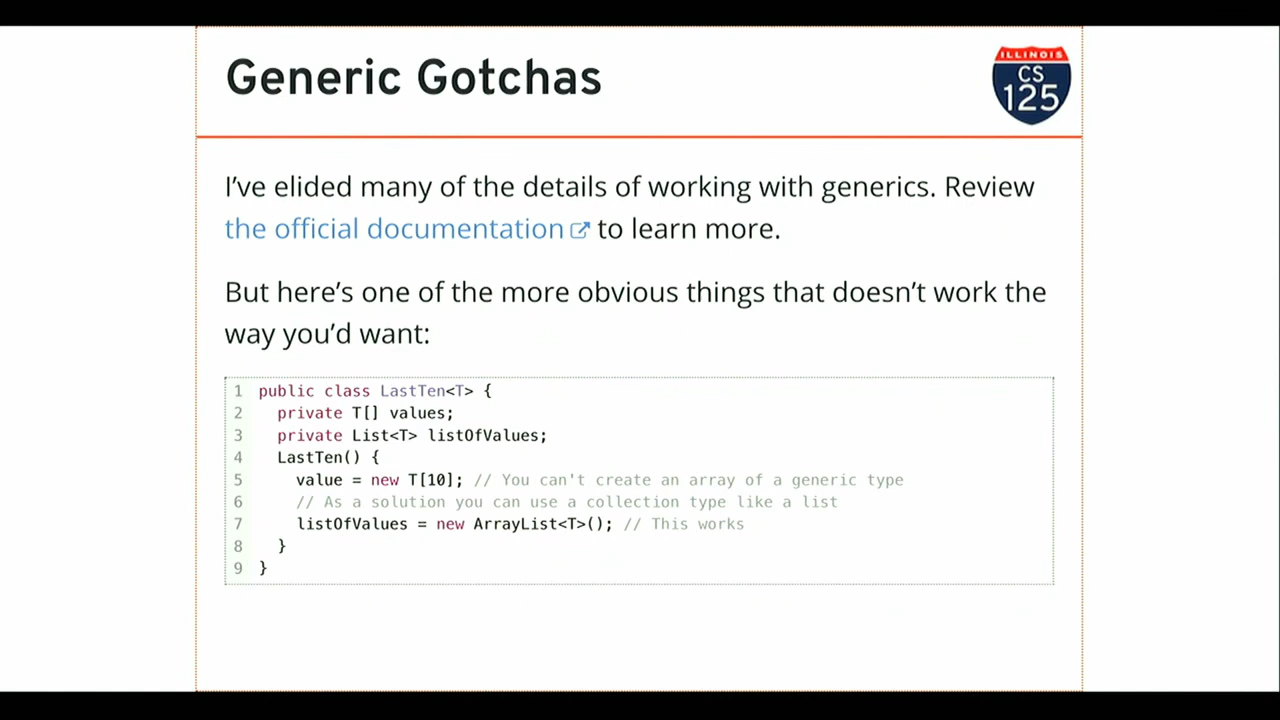 Generic Gotchas
ILLINOIS
CS
125
I've elided many of the details of working with generics. Review
the official documentation to learn more.
But here's one of the more obvious things that doesn't work the
way you'd want:
1 public class LastTen<T> {
2   private T[] values;
3   private List<T> listOfValues;
4   LastTen() {
5     value = new T[10]; // You can't create an array of a generic type
6     // As a solution you can use a collection type like a list
7     listOfValues = new ArrayList<T>(); // This works
8   }
9 }